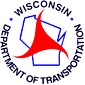 WISCONSIN
DEPARTMENT OF TRANSPORTATION